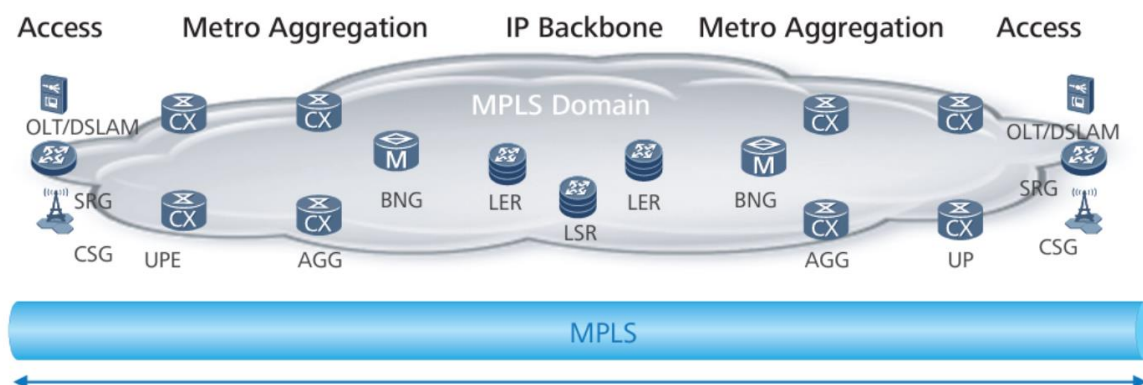 Access Metro Aggregation IP Backbone Metro Aggregation Access
MPLS Domain
CX CX CX CX
OLT/DSLAM OLT/DSLAM
M M
SRG BNG LER LER BNG SRG
CX CX CX CX
LSR
CSG UPE AGG AGG UP CSG
MPLS